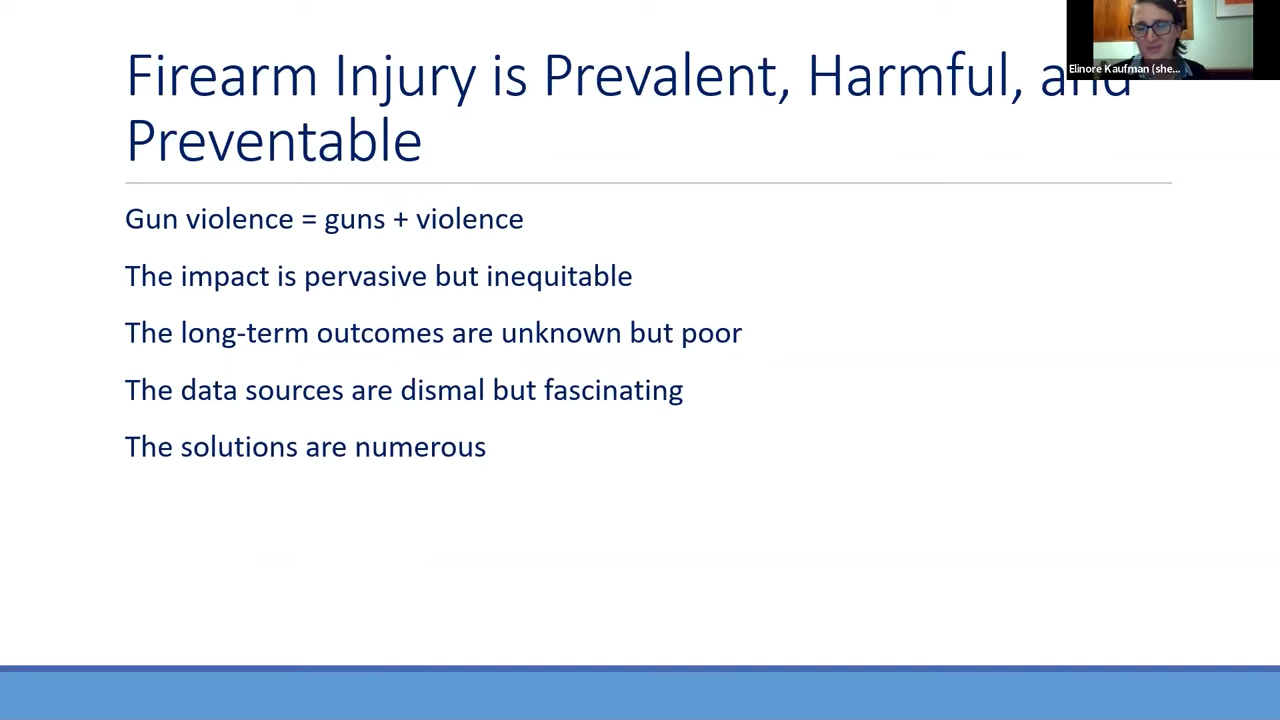 Firearm Injury is Prevalent, Harmful, and
Preventable
Elinore Kaufman (she...
Gun violence = guns + violence
The impact is pervasive but inequitable
The long-term outcomes are unknown but poor
The data sources are dismal but fascinating
The solutions are numerous